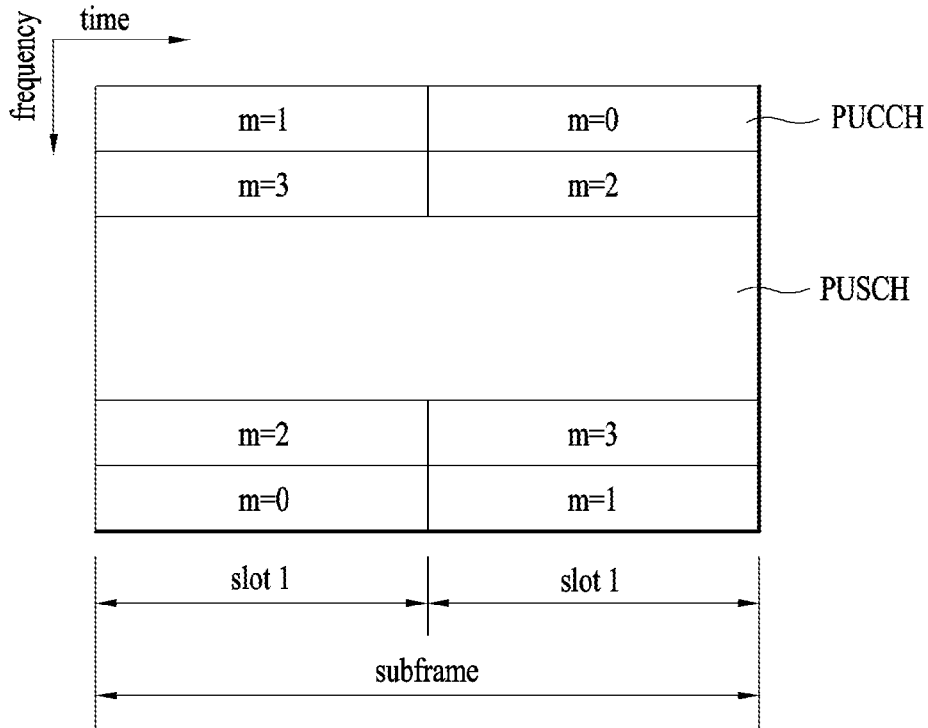 time
frequency
m=1 m=0
PUCCH
m=3 m=2
PUSCH
m=2 m=3
m=0 m=1
slot 1 slot 1
subframe